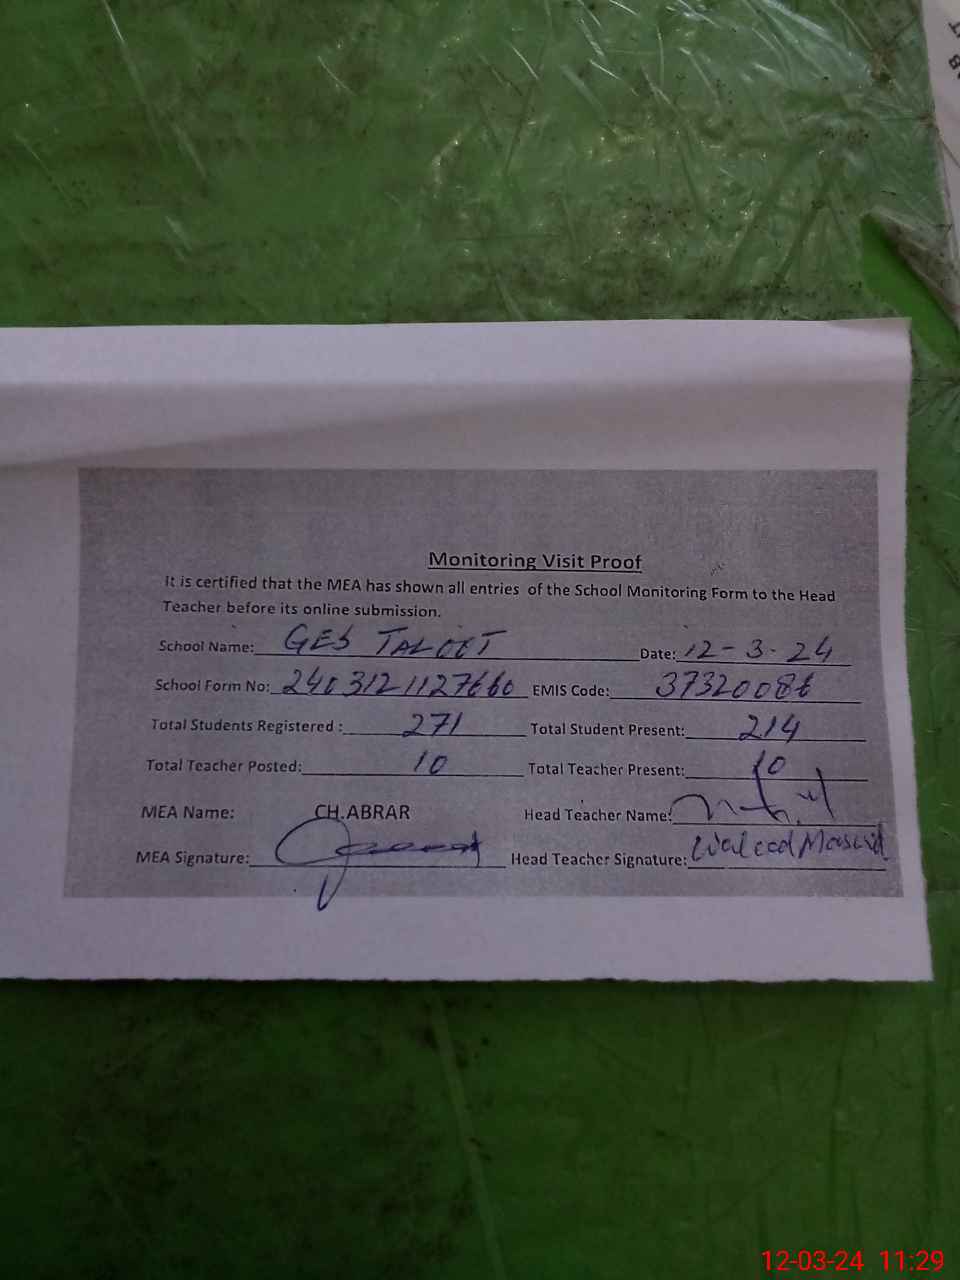 Monitoring Visit Proof
It is certified that the MEA has shown all entries of the School Monitoring Form to the Head
Teacher before its online submission.
School Name: GES TALOOT Date: 12-3-24
School Form No: 2403121127660 EMIS Code: 37320086
Total Students Registered : 271 Total Student Present: 214
Total Teacher Posted: 10 Total Teacher Present: 10
MEA Name: CH.ABRAR Head Teacher Name:
MEA Signature: Head Teacher Signature: Waleed Masud
12-03-24 11:29